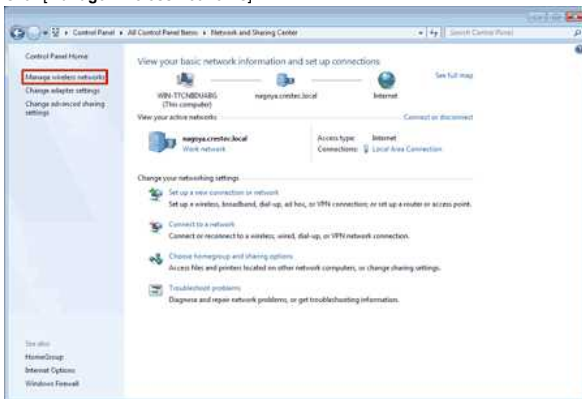 Control Panel
All Control Panel Items
Network and Sharing Center
Search Control Panel
Control Panel Home
Manage wireless networks
Change adapter settings
Change advanced sharing
settings
View your basic network information and set up connections
See full map
(This computer)
nagoya.crestec.local
Internet
View your active networks
Connect or disconnect
nagoya.crestec.local
Work network
Access type: Internet
Connections: Local Area Connection
Change your networking settings
Set up a new connection or network
Set up a wireless, broadband, dial-up, ad hoc, or VPN connection; or set up a router or access point.
Connect to a network
Connect or reconnect to a wireless, wired, dial-up, or VPN network connection.
Choose homegroup and sharing options
Access files and printers located on other network computers, or change sharing settings.
Troubleshoot problems
Diagnose and repair network problems, or get troubleshooting information.
See also
HomeGroup
Internet Options
Windows Firewall